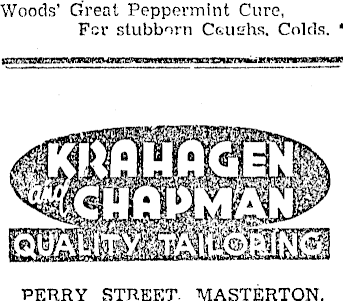 Woods' Great Peppermint Cure,
For stubborn Coughs, Colds.
KRAHAGEN
and CHAPMAN
QUALITY TAILORING
PERRY STREET, MASTERTON.